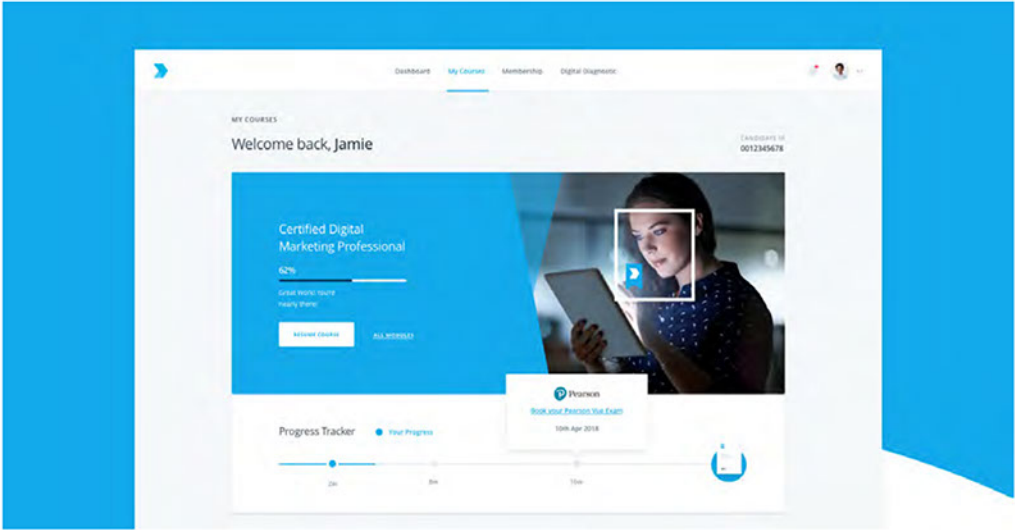 Dashboard
My Courses
Membership
Digital Diagnostic
MY COURSES
Welcome back, Jamie
CANDIDATE ID
0012345678
Certified Digital
Marketing Professional
62%
Great Work! You're
nearly there!
RESUME COURSE
ALL MODULES
Pearson
Book your Pearson Vue Exam
10th Apr 2018
Progress Tracker
Your Progress